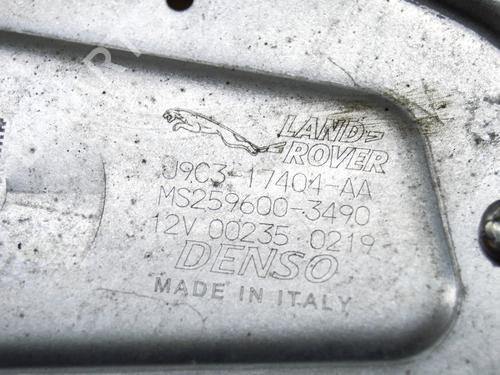 LAND-
ROVER
J9C3-17404-AA
MS259600-3490
12V 00235 0219
DENSO
MADE IN ITALY